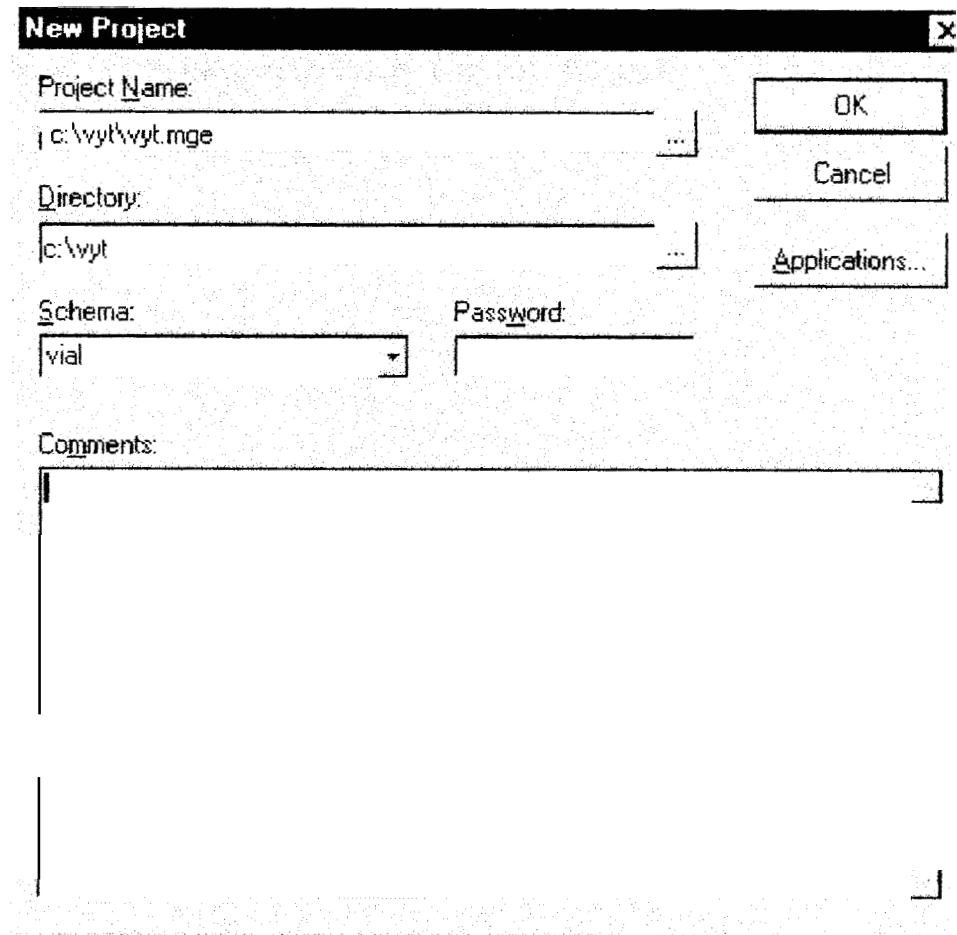 New Project
Project Name:
c:\vyt\vyt.mge
...
OK
Cancel
Directory:
c:\vyt
...
Applications...
Schema:
Password:
vial
Comments: